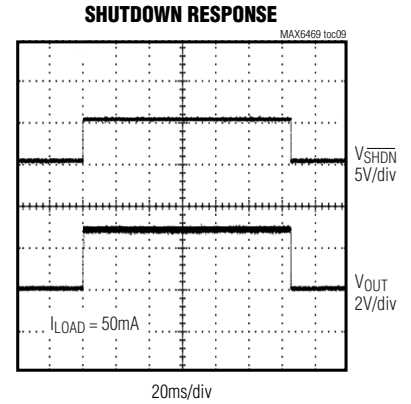 SHUTDOWN RESPONSE
MAX6469 toc09
VSHDN
5V/div
VOUT
2V/div
ILOAD = 50mA
20ms/div